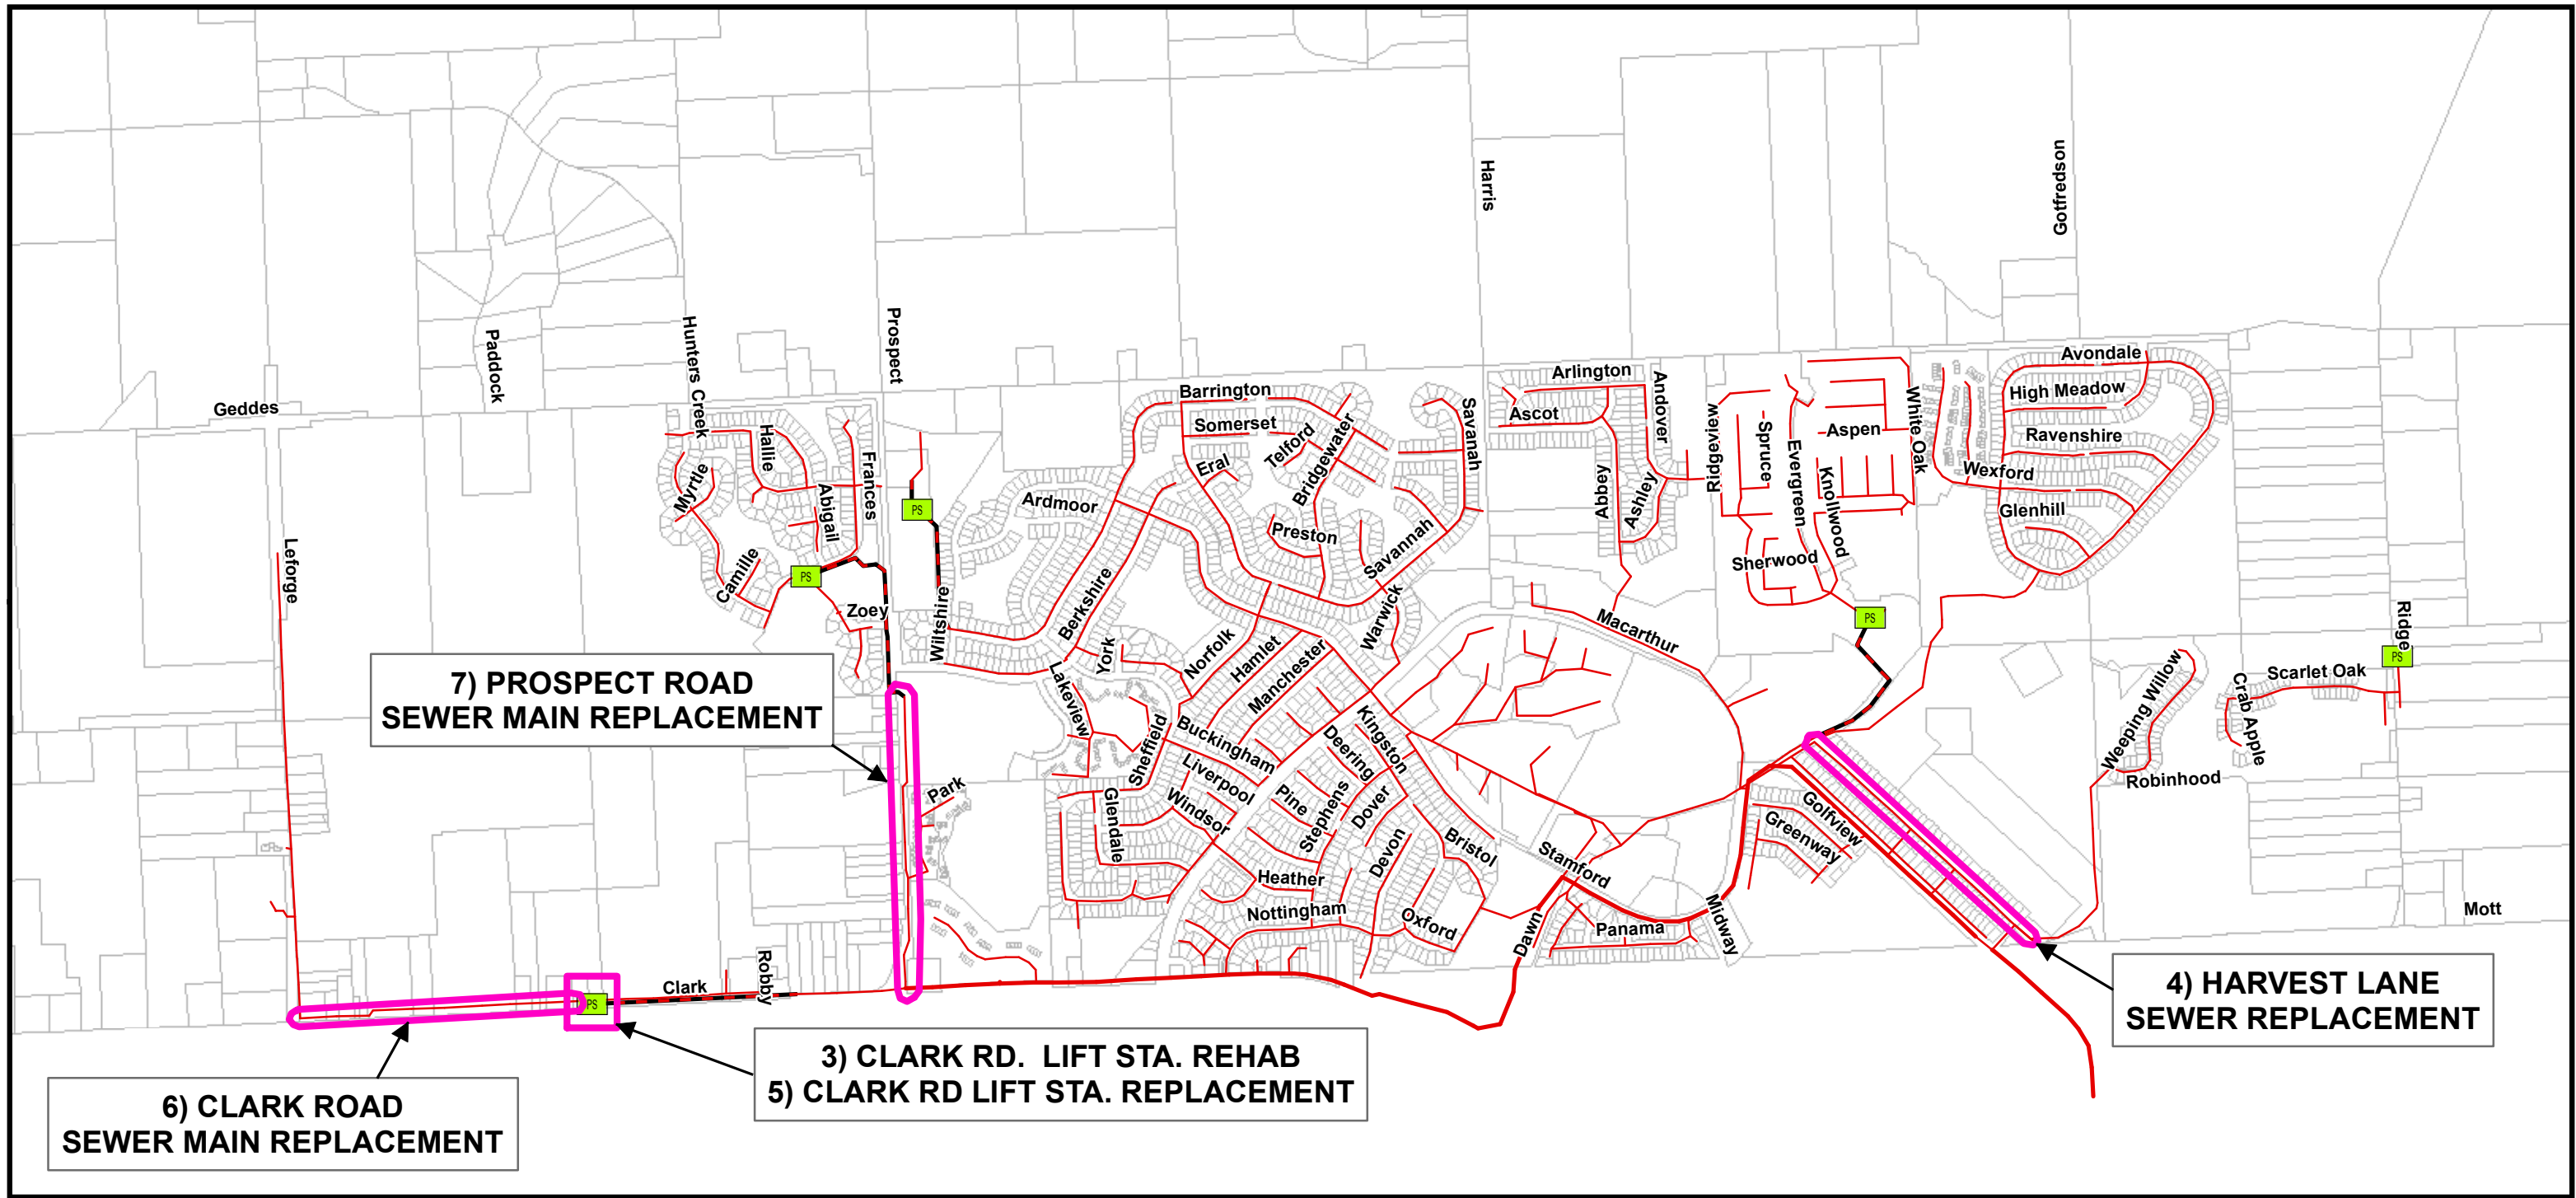 Harris
Gotfredson
Prospect
Hunters Creek
Paddock
Geddes
Avondale
High Meadow
Ravenshire
Wexford
Glenhill
White Oak
Aspen
Spruce
Evergreen
Knollwood
Sherwood
Ridgeview
Arlington
Ascot
Andover
Abbey
Ashley
Savanah
Barrington
Somerset
Telford
Bridgewater
Eral
Preston
Savannah
Ardmoor
Hallie
Frances
Myrtle
Abigail
Camille
Zoey
PS
PS
PS
PS
PS
Leforge
Wiltshire
Berkshire
York
Lakeview
Norfolk
Hamlet
Manchester
Warwick
Macarthur
Ridge
Scarlet Oak
Crab Apple
Weeping Willow
Robinhood
Mott
7) PROSPECT ROAD
SEWER MAIN REPLACEMENT
Park
Sheffield
Buckingham
Liverpool
Windsor
Glendale
Kingston
Deering
Pine
Stephens
Dover
Devon
Bristol
Heather
Nottingham
Oxford
Stamford
Dawn
Panama
Midway
Golfview
Greenway
Clark
Robby
4) HARVEST LANE
SEWER REPLACEMENT
3) CLARK RD. LIFT STA. REHAB
5) CLARK RD LIFT STA. REPLACEMENT
6) CLARK ROAD
SEWER MAIN REPLACEMENT